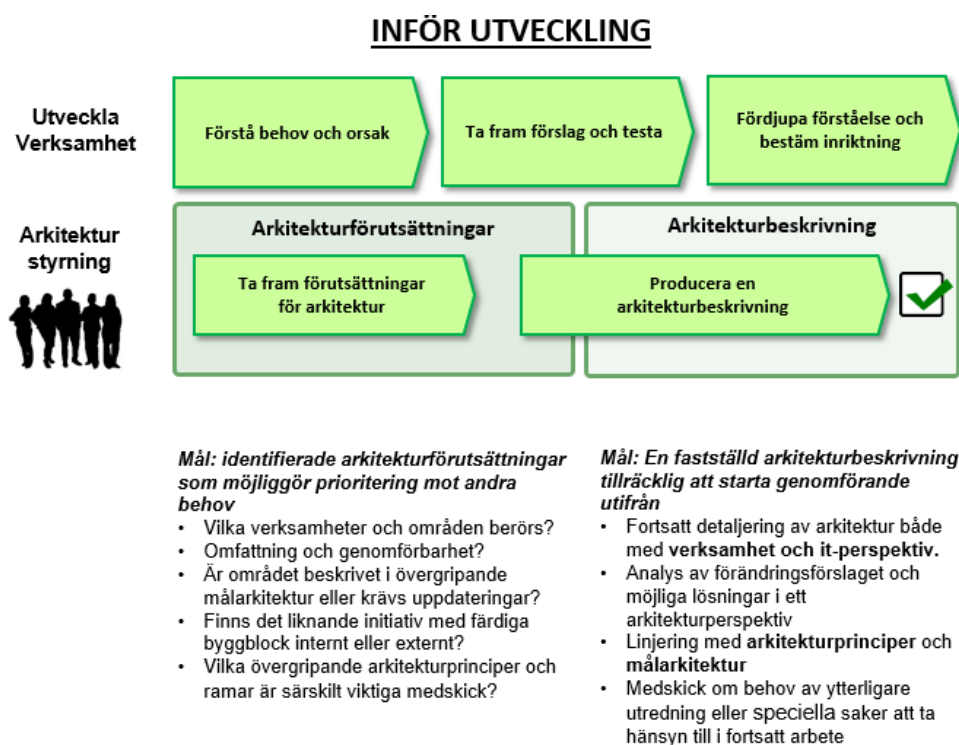 INFÖR UTVECKLING
Utveckla
Verksamhet
Förstå behov och orsak
Ta fram förslag och testa
Fördjupa förståelse och
bestäm inriktning
Arkitektur
styrning
Arkitekturförutsättningar
Ta fram förutsättningar
för arkitektur
Arkitekturbeskrivning
Producera en
arkitekturbeskrivning
Mål: identifierade arkitekturförutsättningar
som möjliggör prioritering mot andra
behov
• Vilka verksamheter och områden berörs?
• Omfattning och genomförbarhet?
• Är området beskrivet i övergripande
målarkitektur eller krävs uppdateringar?
• Finns det liknande initiativ med färdiga
byggblock internt eller externt?
• Vilka övergripande arkitekturprinciper och
ramar är särskilt viktiga medskick?
Mål: En fastställd arkitekturbeskrivning
tillräcklig att starta genomförande
utifrån
• Fortsatt detaljering av arkitektur både
med verksamhet och it-perspektiv.
• Analys av förändringsförslaget och
möjliga lösningar i ett
arkitekturperspektiv
• Linjering med arkitekturprinciper och
målarkitektur
• Medskick om behov av ytterligare
utredning eller speciella saker att ta
hänsyn till i fortsatt arbete